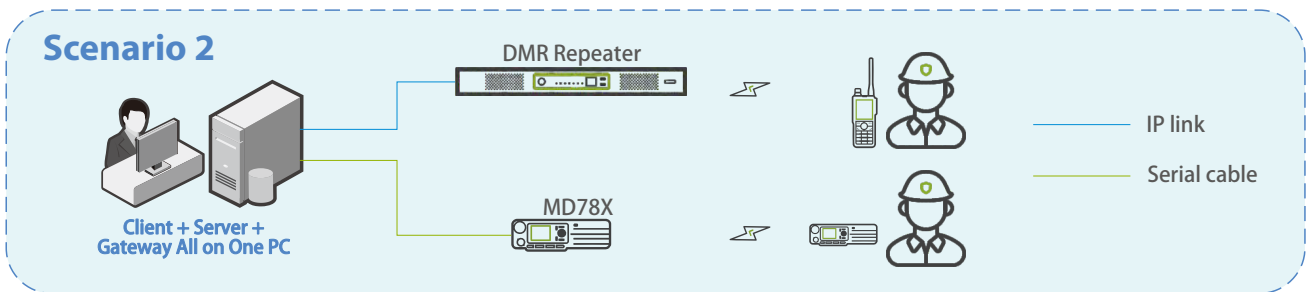 Scenario 2
DMR Repeater
IP link
Serial cable
MD78X
Client + Server +
Gateway All on One PC